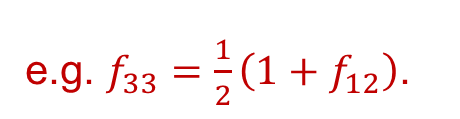 e.g. f₃₃ = ½(1 + f₁₂).